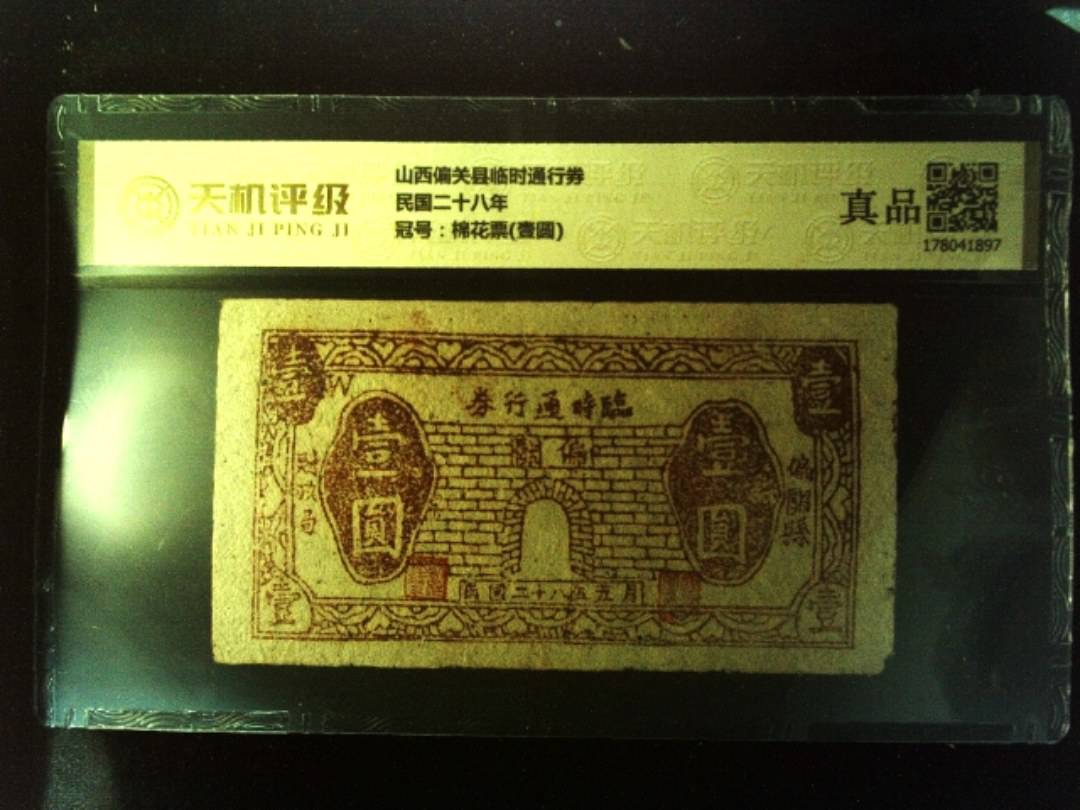 天机评级
TIAN JI PING JI
山西偏关县临时通行券
民国二十八年
冠号：棉花票(壹圆)
真品
178041897
壹
壹
W
券行通時臨
關偏
壹圓
壹圓
偏關縣
民國二十八年元月
壹
壹